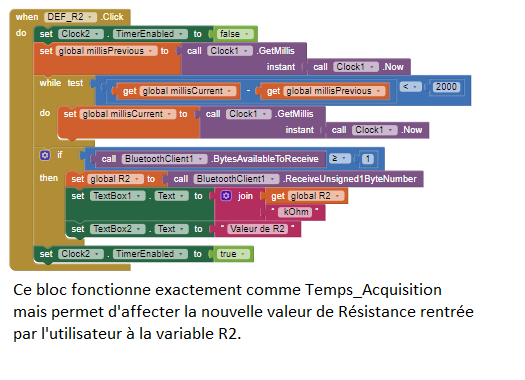 when DEF_R2 .Click
do set Clock2 . TimerEnabled to false
set global millisPrevious to call Clock1 .GetMillis
instant call Clock1 .Now
while test get global millisCurrent - get global millisPrevious < 2000
do set global millisCurrent to call Clock1 .GetMillis
instant call Clock1 .Now
if call BluetoothClient1 .BytesAvailableToReceive ≥ 1
then set global R2 to call BluetoothClient1 .ReceiveUnsigned1ByteNumber
set TextBox1 . Text to join get global R2
" kOhm "
set TextBox2 . Text to " Valeur de R2 "
set Clock2 . TimerEnabled to true
Ce bloc fonctionne exactement comme Temps_Acquisition
mais permet d'affecter la nouvelle valeur de Résistance rentrée
par l'utilisateur à la variable R2.